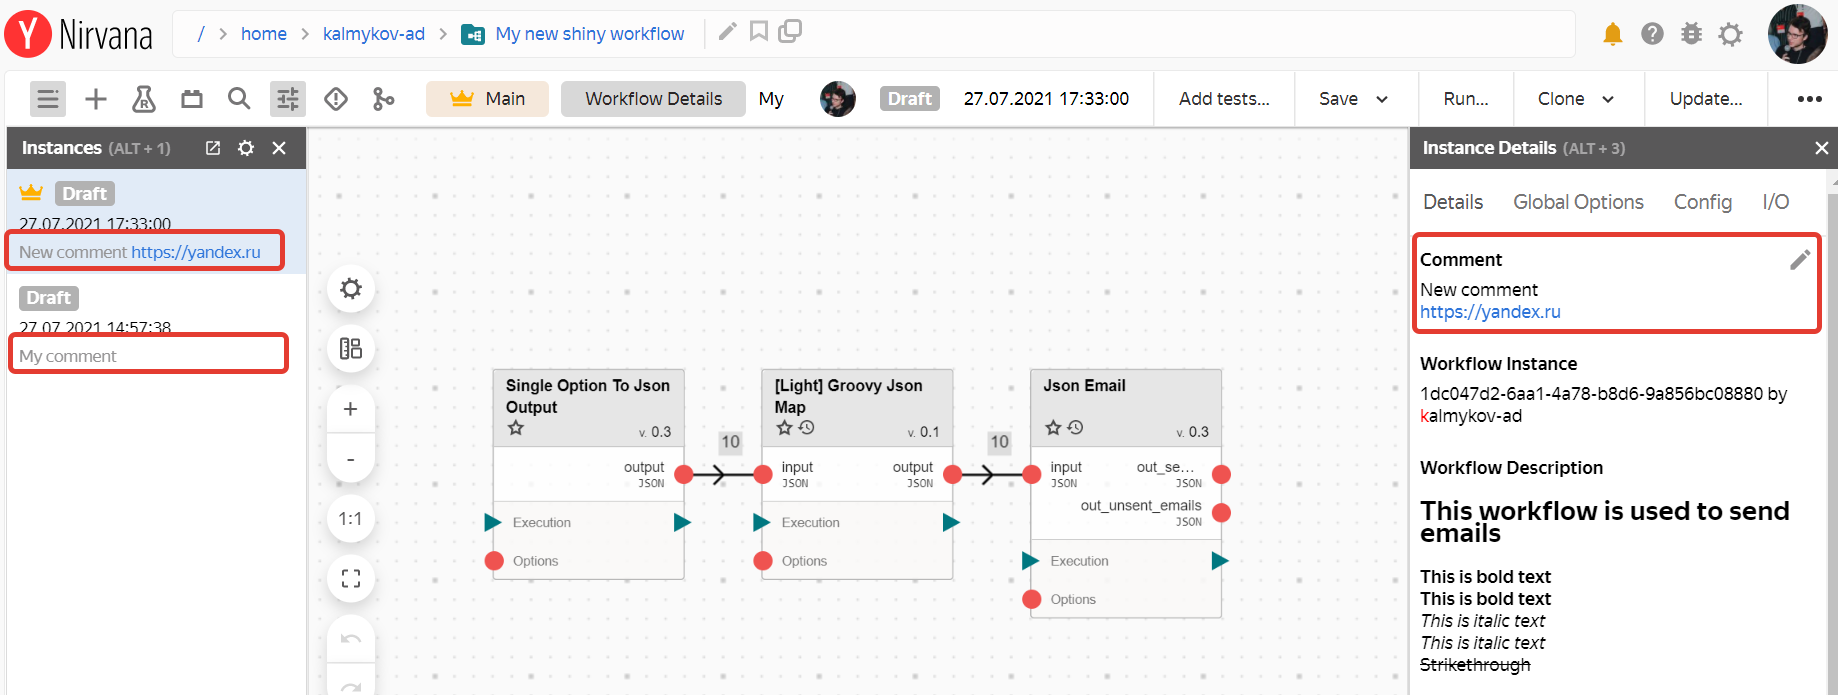 Y Nirvana
/ > home > kalmykov-ad > My new shiny workflow
R
Main
Workflow Details
My
Draft
27.07.2021 17:33:00
Add tests...
Save
Run...
Clone
Update...
Instances (ALT + 1)
Draft
27.07.2021 17:33:00
New comment https://yandex.ru
Draft
27.07.2021 14:57:38
My comment
+
-
1:1
Single Option To Json
Output
v. 0.3
output
JSON
Execution
Options
10
[Light] Groovy Json
Map
v. 0.1
input output
JSON JSON
Execution
Options
10
Json Email
v. 0.3
input out_se...
JSON JSON
out_unsent_emails
JSON
Execution
Options
Instance Details (ALT + 3)
Details Global Options Config I/O
Comment
New comment
https://yandex.ru
Workflow Instance
1dc047d2-6aa1-4a78-b8d6-9a856bc08880 by
kalmykov-ad
Workflow Description
This workflow is used to send
emails
This is bold text
This is bold text
This is italic text
This is italic text
Strikethrough